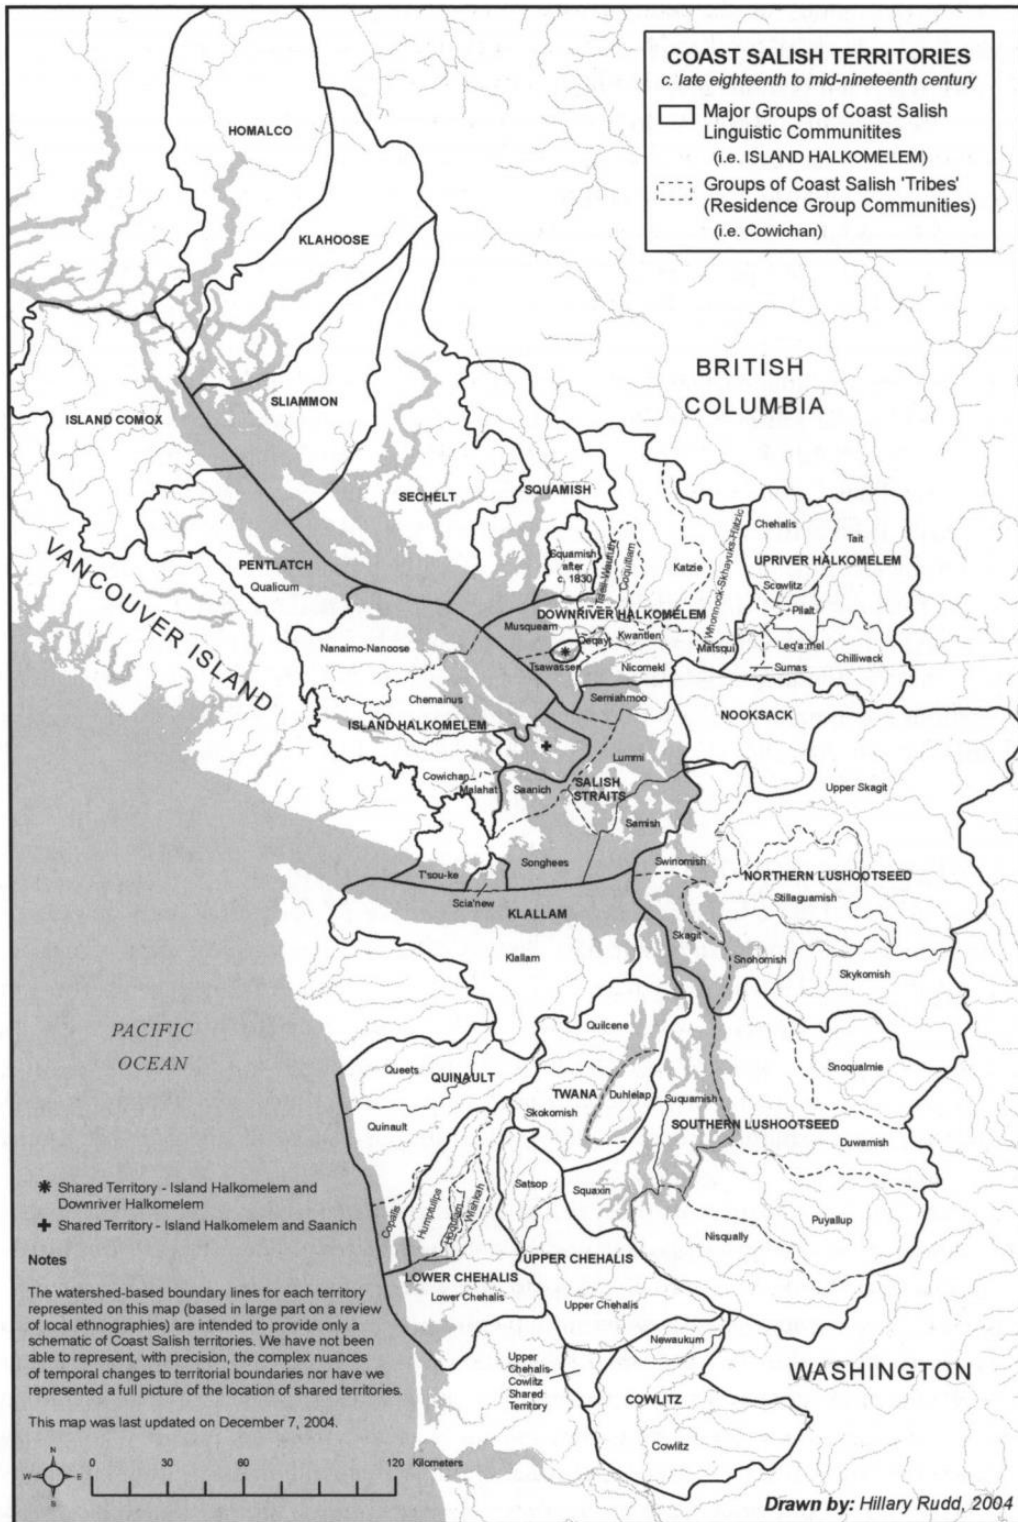 COAST SALISH TERRITORIES
c. late eighteenth to mid-nineteenth century
Major Groups of Coast Salish
Linguistic Communitites
(i.e. ISLAND HALKOMELEM)
Groups of Coast Salish 'Tribes'
(Residence Group Communities)
(i.e. Cowichan)
HOMALCO
KLAHOOSE
BRITISH
COLUMBIA
SLIAMMON
ISLAND COMOX
SECHELT
SQUAMISH
Squamish
after
c. 1830
Tsleil-Waututh
Coquitlam
Katzie
Whonnock-Skhayuks-Hatzic
Chehalis
Tait
UPRIVER HALKOMELEM
Scowlitz
Pilalt
Leq'a:mel
Chilliwack
Sumas
Matsqui
VANCOUVER ISLAND
PENTLATCH
Qualicum
DOWNRIVER HALKOMELEM
Musqueam
Qeqayt
Kwantlen
Tsawassen
Nicomekl
Nanaimo-Nanoose
Semiahmoo
NOOKSACK
Chemainus
ISLAND HALKOMELEM
Lummi
Cowichan
Malahat
Saanich
SALISH
STRAITS
Upper Skagit
Samish
Swinomish
NORTHERN LUSHOOTSEED
Stillaguamish
T'sou-ke
Songhees
Scia'new
KLALLAM
Klallam
Skagit
Snohomish
Skykomish
PACIFIC
OCEAN
Quilcene
Queets
QUINAULT
Quinault
TWANA
Duhlelap
Skokomish
Suquamish
Snoqualmie
SOUTHERN LUSHOOTSEED
Duwamish
Copalis
Humptulips
Hoquiam
Wishkah
Satsop
Squaxin
Nisqually
Puyallup
LOWER CHEHALIS
Lower Chehalis
UPPER CHEHALIS
Upper Chehalis
Newaukum
Upper
Chehalis-
Cowlitz
Shared
Territory
COWLITZ
Cowlitz
WASHINGTON
Shared Territory - Island Halkomelem and
Downriver Halkomelem
Shared Territory - Island Halkomelem and Saanich
Notes
The watershed-based boundary lines for each territory
represented on this map (based in large part on a review
of local ethnographies) are intended to provide only a
schematic of Coast Salish territories. We have not been
able to represent, with precision, the complex nuances
of temporal changes to territorial boundaries nor have we
represented a full picture of the location of shared territories.
This map was last updated on December 7, 2004.
N
W
E
S
0
30
60
120
Kilometers
Drawn by: Hillary Rudd, 2004